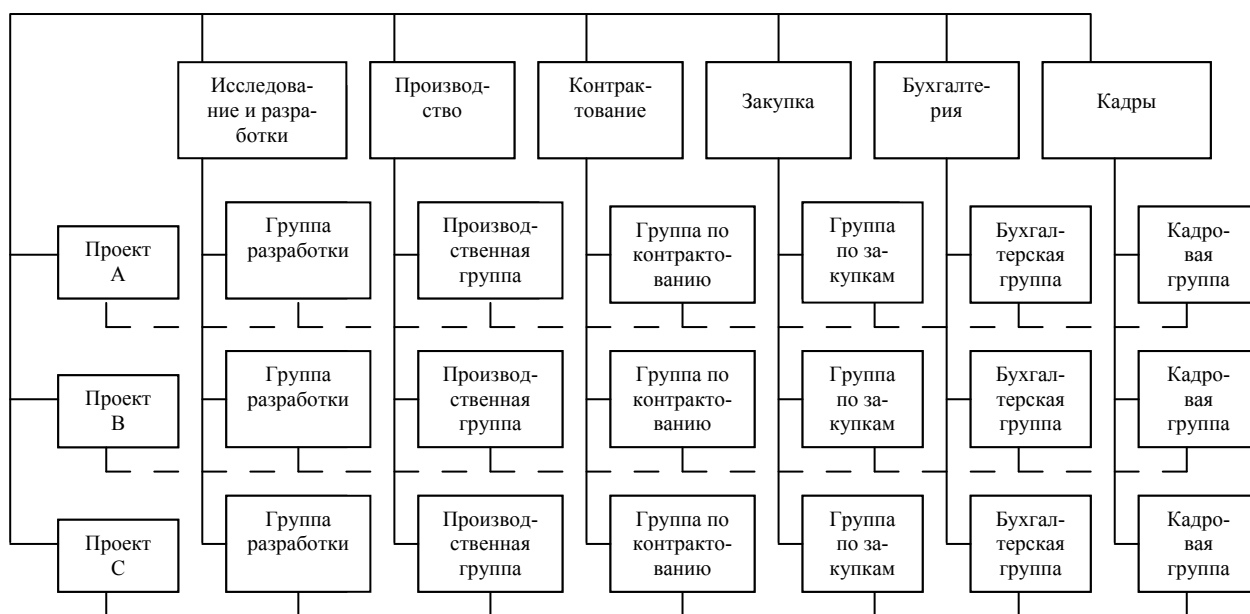 Исследова-
ние и разра-
ботки
Производ-
ство
Контрак-
тование
Закупка
Бухгалте-
рия
Кадры
Проект
А
Группа
разработки
Производ-
ственная
группа
Группа по
контракто-
ванию
Группа
по за-
купкам
Бухгал-
терская
группа
Кадро-
вая
группа
Проект
В
Группа
разработки
Производ-
ственная
группа
Группа по
контракто-
ванию
Группа
по за-
купкам
Бухгал-
терская
группа
Кадро-
вая
группа
Проект
С
Группа
разработки
Производ-
ственная
группа
Группа по
контракто-
ванию
Группа
по за-
купкам
Бухгал-
терская
группа
Кадро-
вая
группа